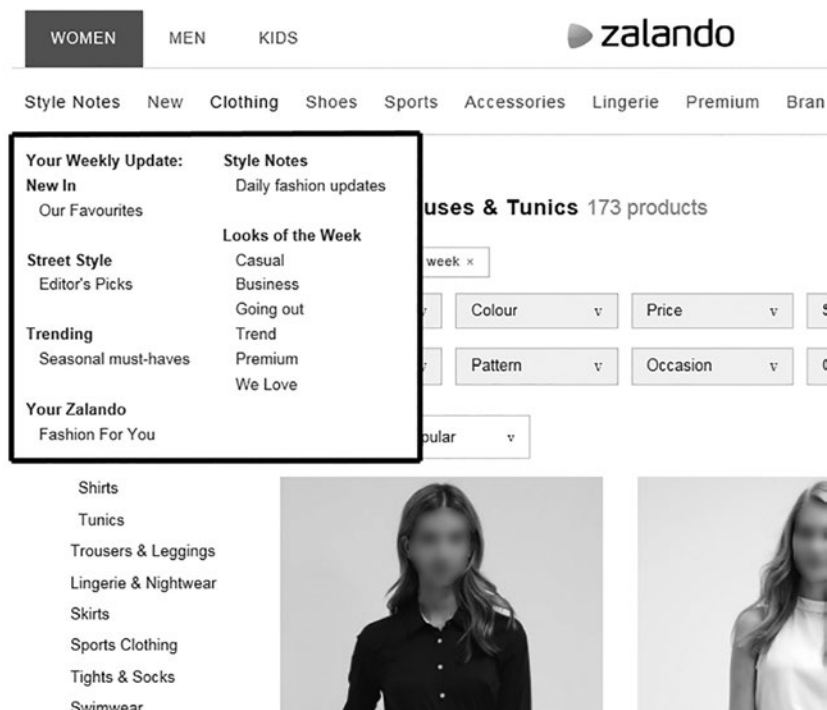 WOMEN MEN KIDS zalando
Style Notes New Clothing Shoes Sports Accessories Lingerie Premium Bran
Your Weekly Update:
New In
Our Favourites
Street Style
Editor's Picks
Trending
Seasonal must-haves
Your Zalando
Fashion For You
Style Notes
Daily fashion updates
Looks of the Week
Casual
Business
Going out
Trend
Premium
We Love
uses & Tunics 173 products
week ×
v Colour v Price v
v Pattern v Occasion v
pular v
Shirts
Tunics
Trousers & Leggings
Lingerie & Nightwear
Skirts
Sports Clothing
Tights & Socks
Swimwear